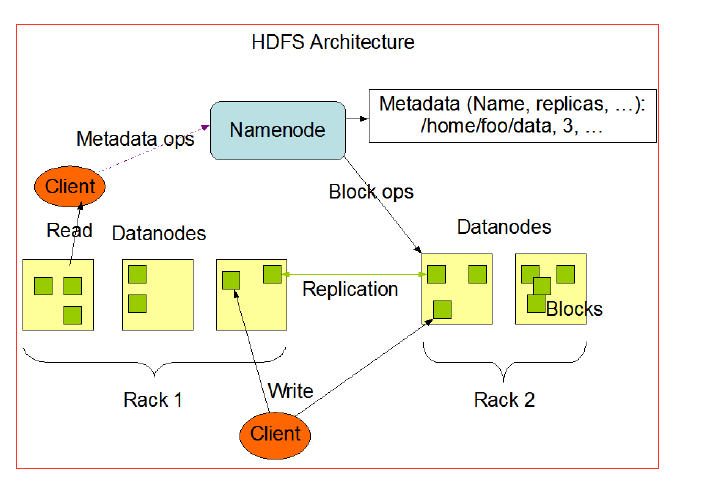 HDFS Architecture
Metadata (Name, replicas, …):
/home/foo/data, 3, …
Namenode
Metadata ops
Client
Block ops
Read
Datanodes
Datanodes
Replication
Blocks
Rack 1
Write
Rack 2
Client